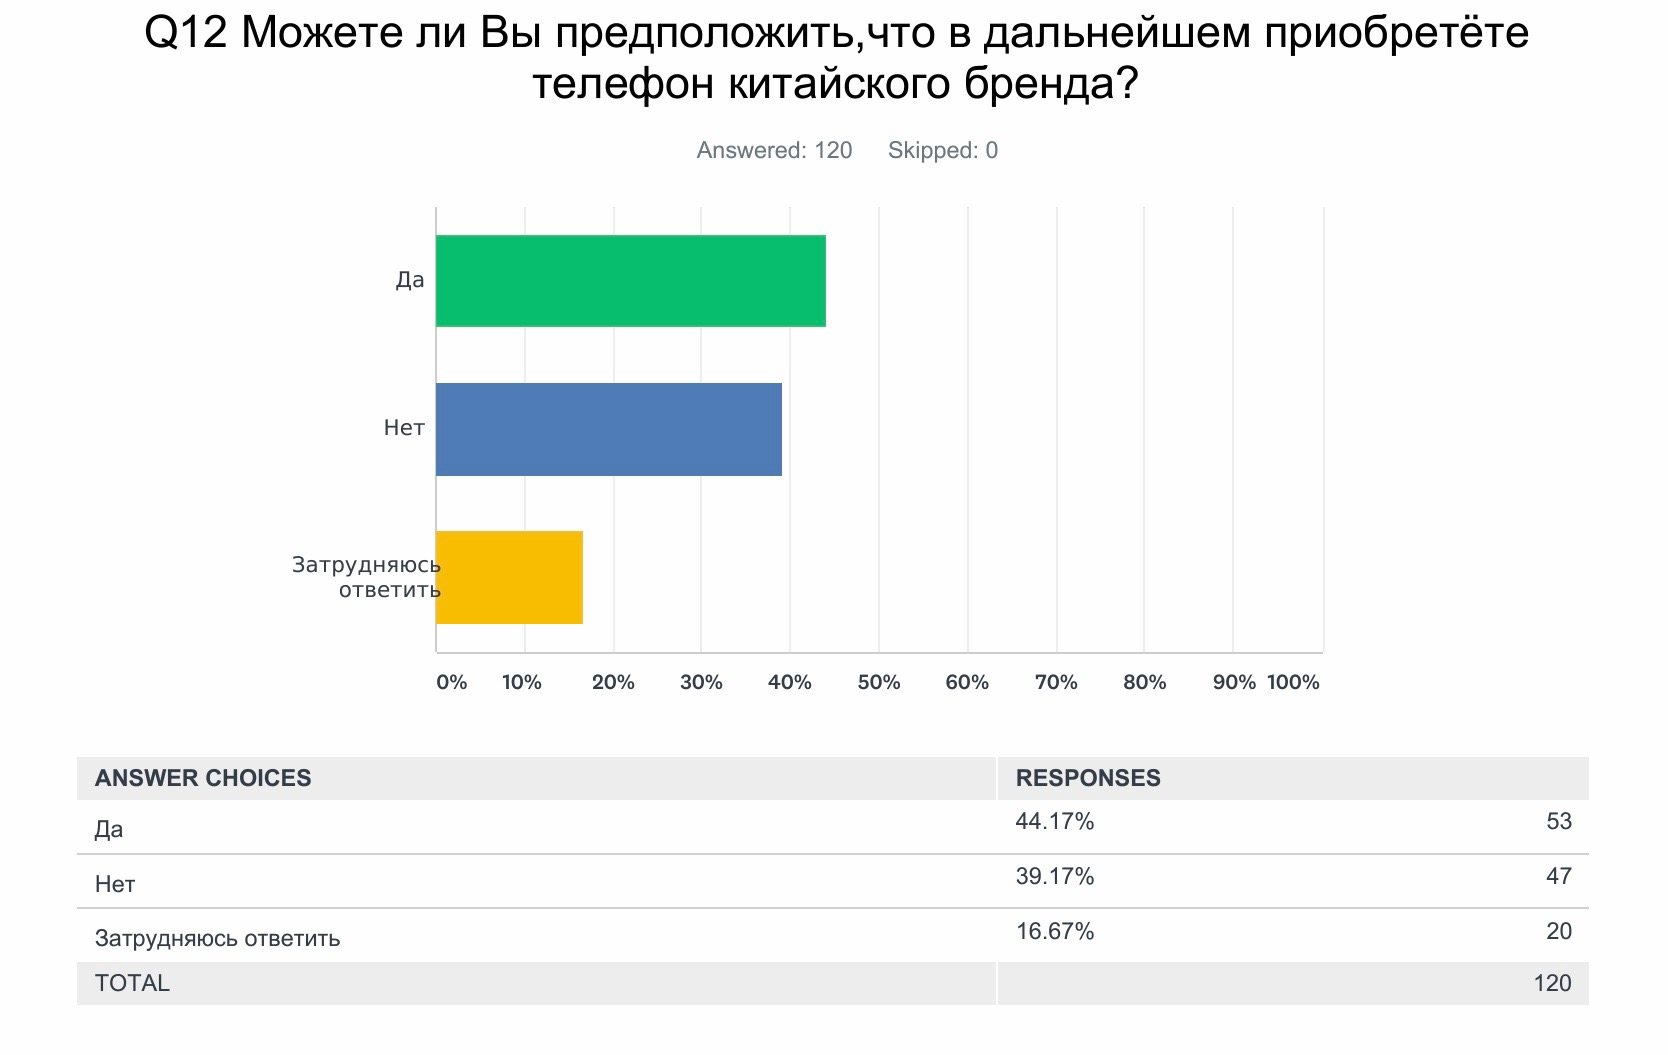 Q12 Можете ли Вы предположить,что в дальнейшем приобретёте
телефон китайского бренда?
Answered: 120 Skipped: 0
Да
Нет
Затрудняюсь
ответить
0% 10% 20% 30% 40% 50% 60% 70% 80% 90% 100%
ANSWER CHOICES RESPONSES
Да 44.17% 53
Нет 39.17% 47
Затрудняюсь ответить 16.67% 20
TOTAL 120